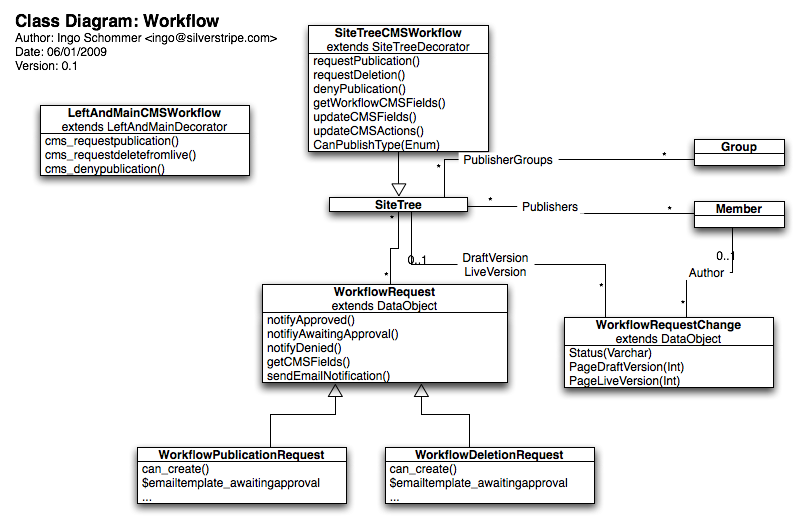 Class Diagram: Workflow
Author: Ingo Schommer <ingo@silverstripe.com>
Date: 06/01/2009
Version: 0.1
SiteTreeCMSWorkflow
extends SiteTreeDecorator
requestPublication()
requestDeletion()
denyPublication()
getWorkflowCMSFields()
updateCMSFields()
updateCMSActions()
CanPublishType(Enum)
LeftAndMainCMSWorkflow
extends LeftAndMainDecorator
cms_requestpublication()
cms_requestdeletefromlive()
cms_denypublication()
* PublisherGroups *
Group
SiteTree
* Publishers *
Member
*
*
0..1
DraftVersion
LiveVersion
*
0..1
Author
*
WorkflowRequest
extends DataObject
notifyApproved()
notifiyAwaitingApproval()
notifyDenied()
getCMSFields()
sendEmailNotification()
WorkflowRequestChange
extends DataObject
Status(Varchar)
PageDraftVersion(Int)
PageLiveVersion(Int)
WorkflowPublicationRequest
can_create()
$emailtemplate_awaitingapproval
...
WorkflowDeletionRequest
can_create()
$emailtemplate_awaitingapproval
...